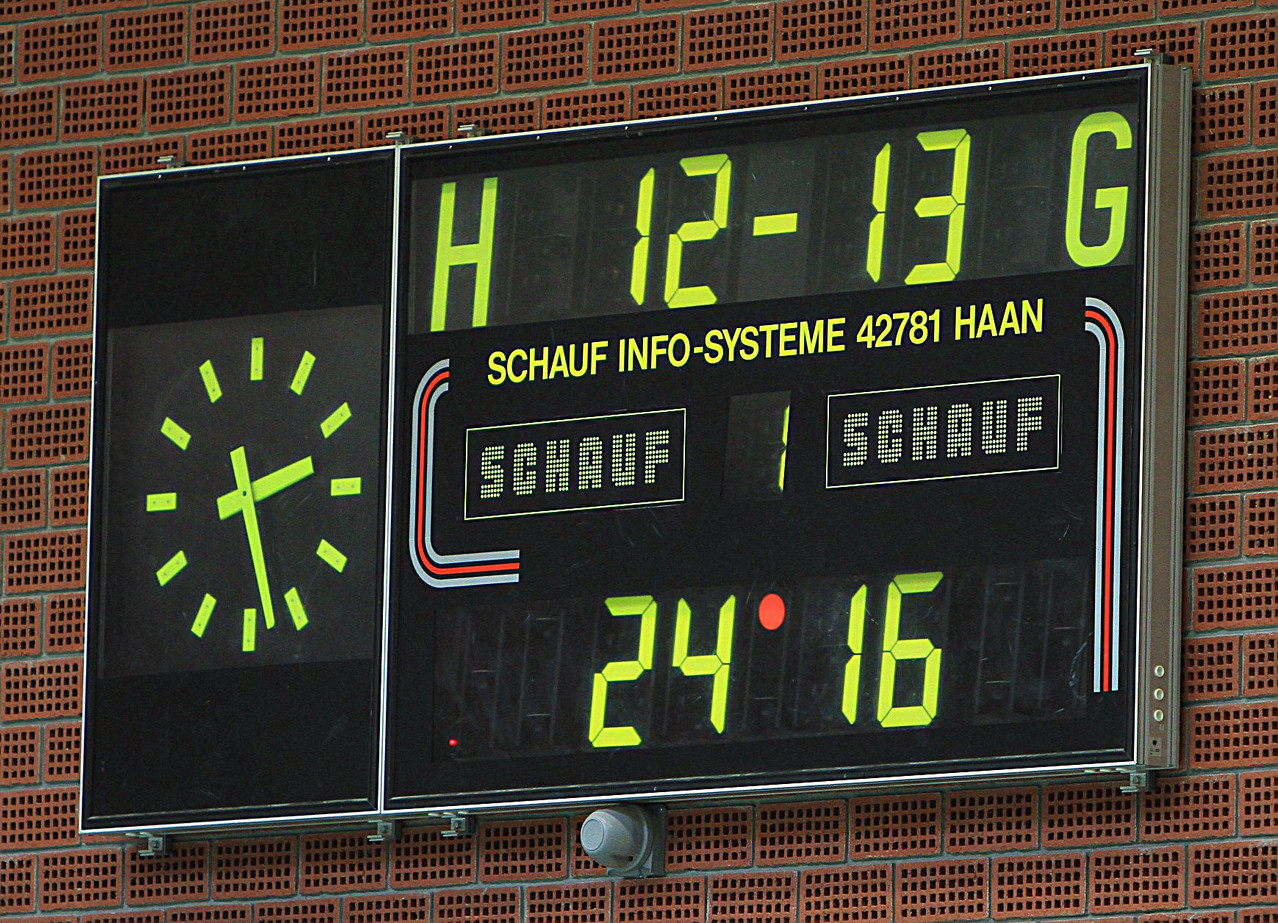 H 12-13 G
SCHAUF INFO-SYSTEME 42781 HAAN
SCHAUF 1 SCHAUF
24 16